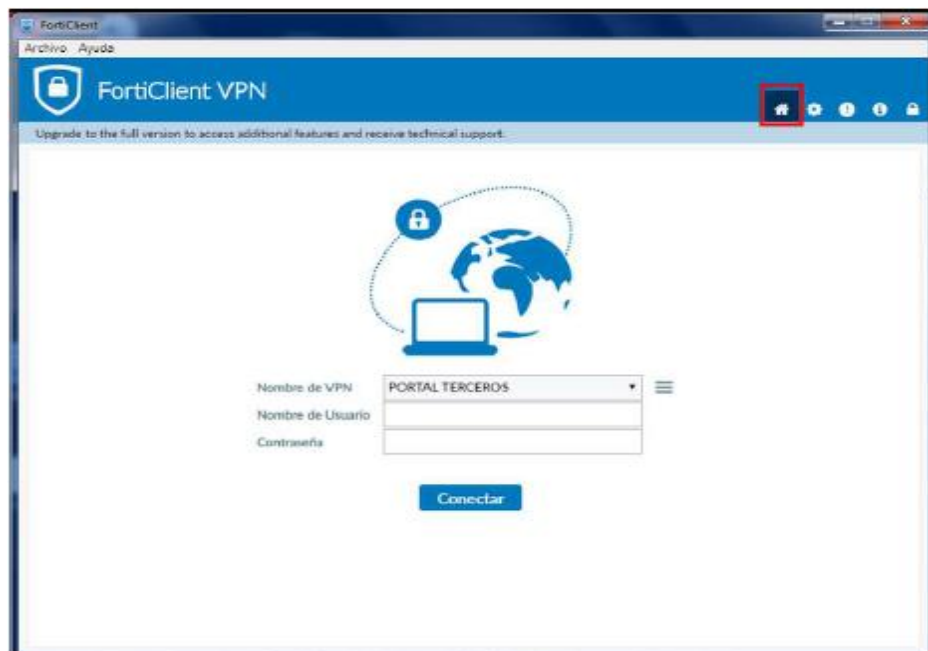 FortiClient
Archivo Ayuda
FortiClient VPN
Upgrade to the full version to access additional features and receive technical support.
Nombre de VPN PORTAL TERCEROS
Nombre de Usuario
Contraseña
Conectar